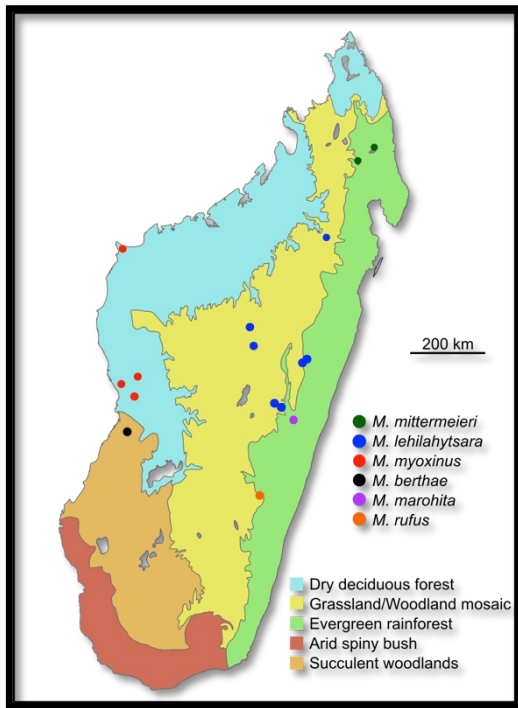 200 km
M. mittermeieri
M. lehilahytsara
M. myoxinus
M. berthae
M. marohita
M. rufus
Dry deciduous forest
Grassland/Woodland mosaic
Evergreen rainforest
Arid spiny bush
Succulent woodlands